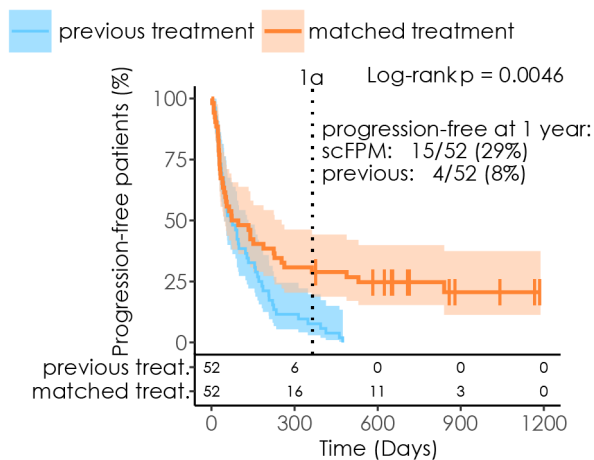 previous treatment matched treatment
1a Log-rank p = 0.0046
Progression-free patients (%)
100
75
50
25
0
progression-free at 1 year:
scFPM: 15/52 (29%)
previous: 4/52 (8%)
previous treat. 52 6 0 0 0
matched treat. 52 16 11 3 0
0 300 600 900 1200
Time (Days)